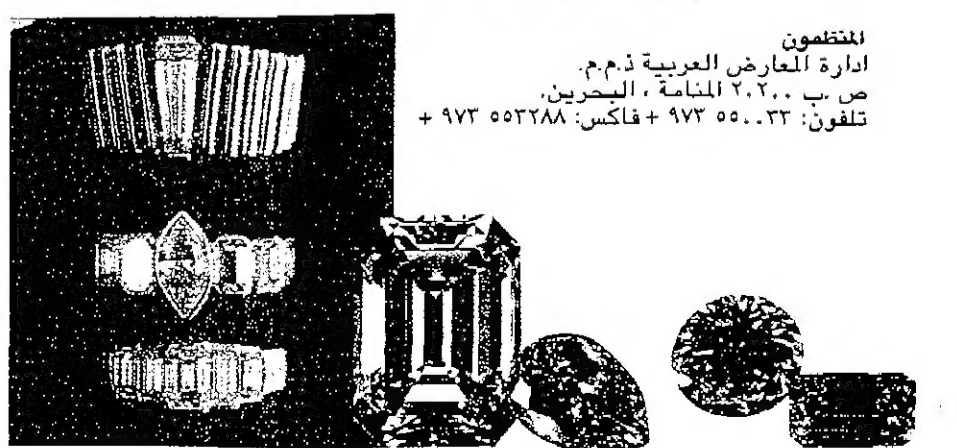 المنظمون
ادارة المعارض العربية ذ.م.م.
ص .ب ٢٠٢٠٠ المنامة ، البحرين.
تلفون: ٥٥٠٠٣٣ ٩٧٣ + فاكس: ٥٥٣٢٨٨ ٩٧٣ +